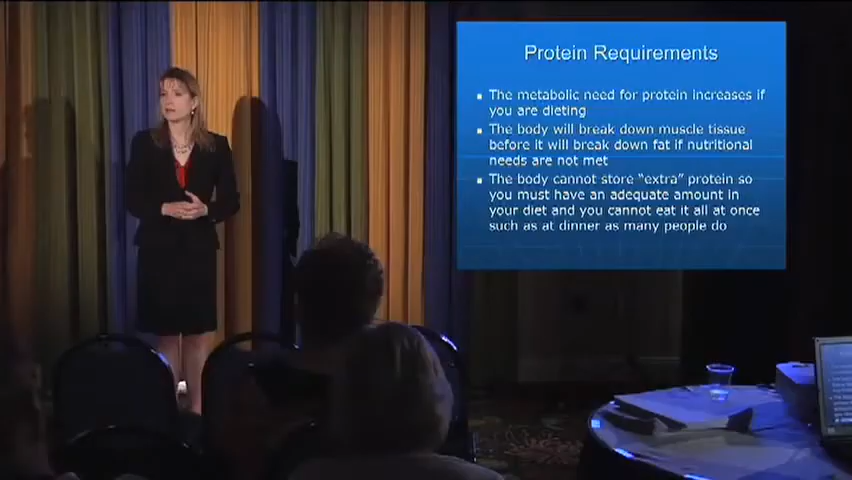 Protein Requirements
The metabolic need for protein increases if
you are dieting
The body will break down muscle tissue
before it will break down fat if nutritional
needs are not met
The body cannot store “extra” protein so
you must have an adequate amount in
your diet and you cannot eat it all at once
such as at dinner as many people do